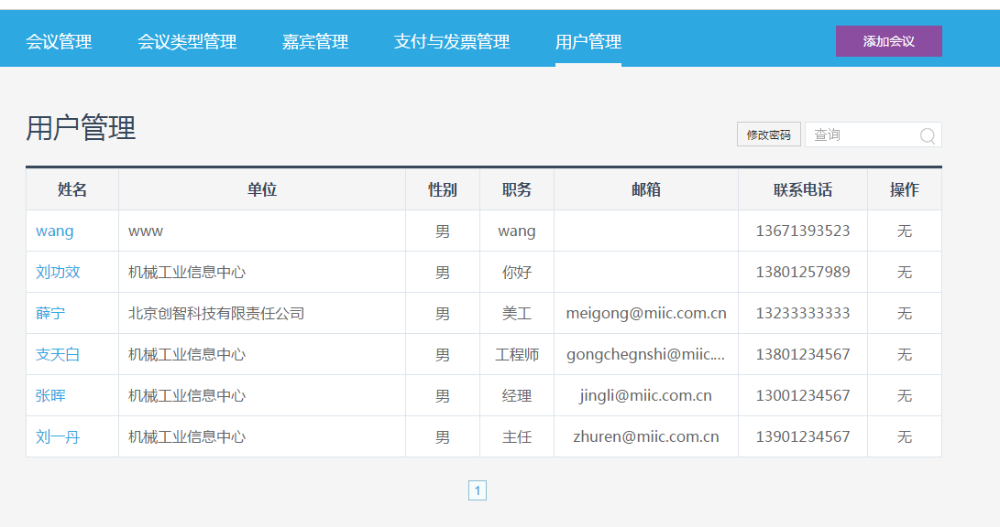 会议管理 会议类型管理 嘉宾管理 支付与发票管理 用户管理 添加会议
用户管理 修改密码 查询
姓名 单位 性别 职务 邮箱 联系电话 操作
wang www 男 wang 13671393523 无
刘功效 机械工业信息中心 男 你好 13801257989 无
薛宁 北京创智科技有限责任公司 男 美工 meigong@miic.com.cn 13233333333 无
支天白 机械工业信息中心 男 工程师 gongchegnshi@miic.... 13801234567 无
张晖 机械工业信息中心 男 经理 jingli@miic.com.cn 13001234567 无
刘一丹 机械工业信息中心 男 主任 zhuren@miic.com.cn 13901234567 无
1